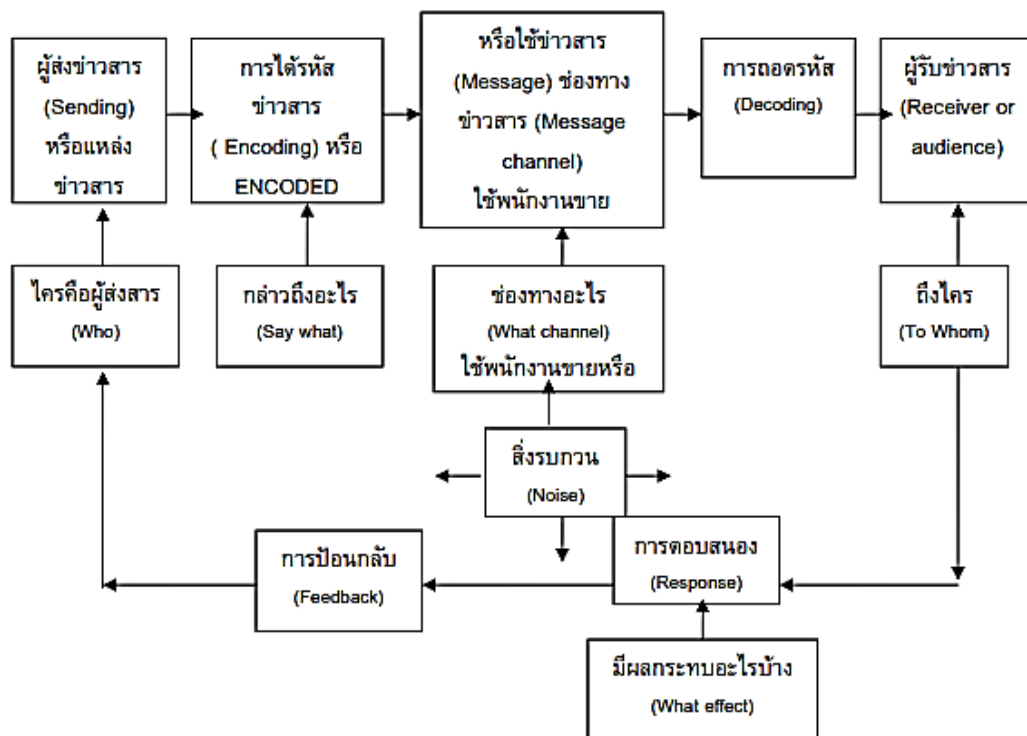 ผู้ส่งข่าวสาร
(Sending)
หรือแหล่ง
ข่าวสาร
การได้รหัส
ข่าวสาร
( Encoding) หรือ
ENCODED
หรือใช้ข่าวสาร
(Message) ช่องทาง
ข่าวสาร (Message
channel)
ใช้พนักงานขาย
การถอดรหัส
(Decoding)
ผู้รับข่าวสาร
(Receiver or
audience)
ใครคือผู้ส่งสาร
(Who)
กล่าวถึงอะไร
(Say what)
ช่องทางอะไร
(What channel)
ใช้พนักงานขายหรือ
ถึงใคร
(To Whom)
สิ่งรบกวน
(Noise)
การป้อนกลับ
(Feedback)
การตอบสนอง
(Response)
มีผลกระทบอะไรบ้าง
(What effect)